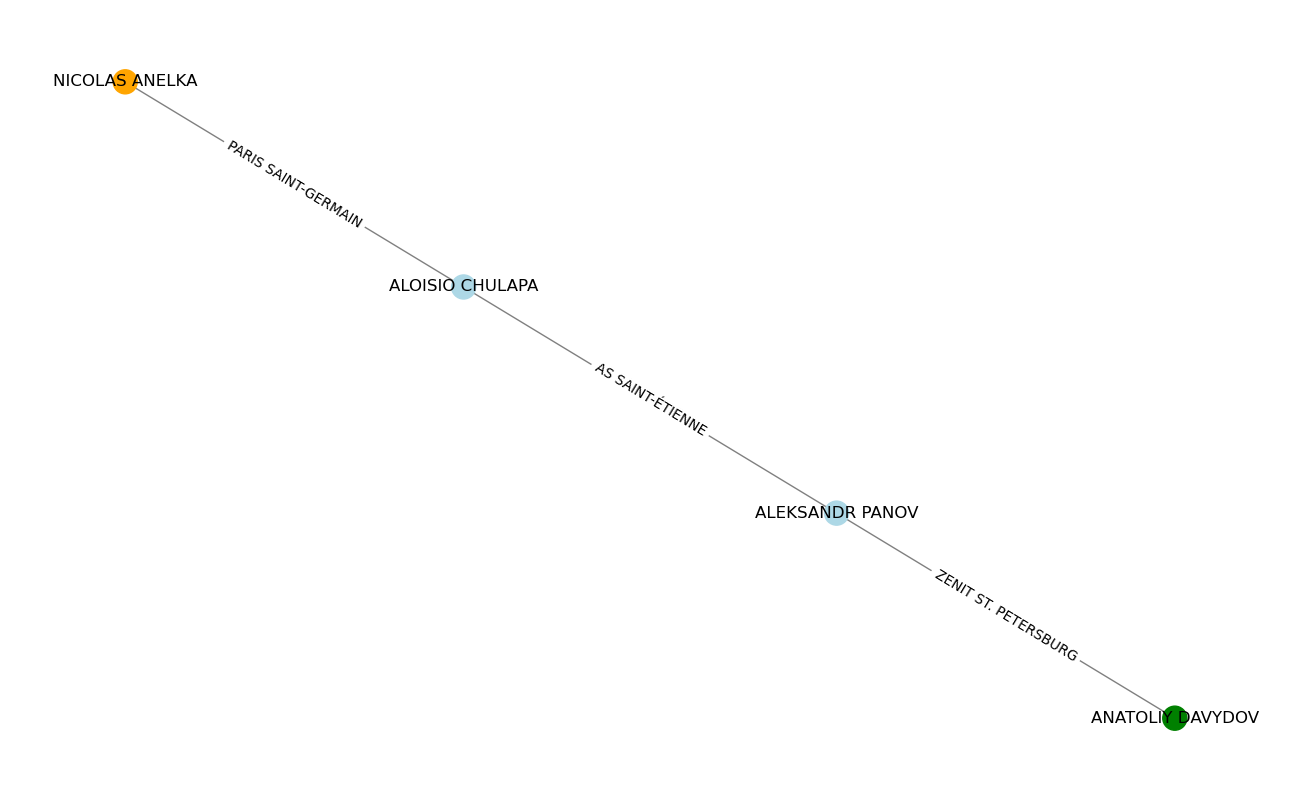 NICOLAS ANELKA
PARIS SAINT-GERMAIN
ALOISIO CHULAPA
AS SAINT-ÉTIENNE
ALEKSANDR PANOV
ZENIT ST. PETERSBURG
ANATOLIY DAVYDOV